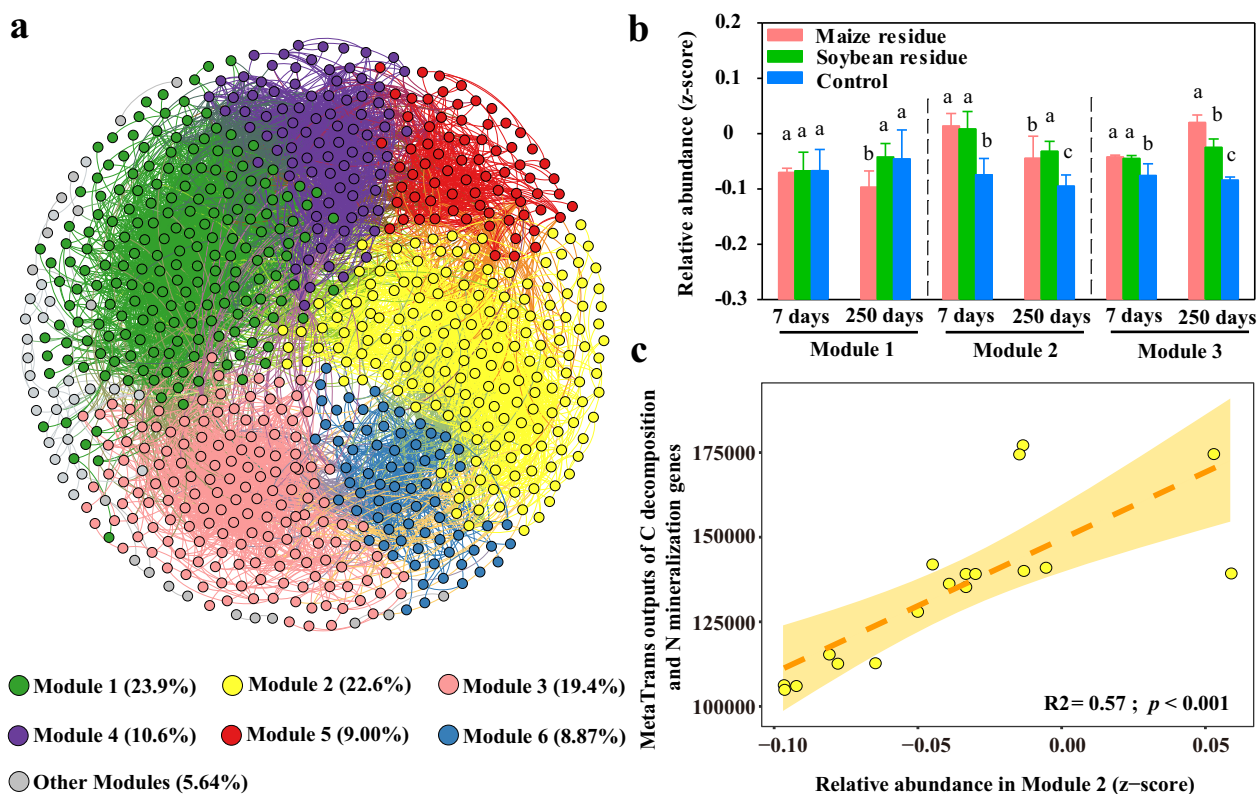 a
Module 1 (23.9%)
Module 2 (22.6%)
Module 3 (19.4%)
Module 4 (10.6%)
Module 5 (9.00%)
Module 6 (8.87%)
Other Modules (5.64%)
b
Relative abundance (z-score)
0.2
0.1
0
-0.1
-0.2
-0.3
Maize residue
Soybean residue
Control
a a a
b a a
a a b
b a c
a a b
a b c
7 days 250 days 7 days 250 days 7 days 250 days
Module 1 Module 2 Module 3
c
MetaTrams outputs of C decomposition
and N mineralization genes
175000
150000
125000
100000
R2= 0.57 ; p < 0.001
−0.10 −0.05 0.00 0.05
Relative abundance in Module 2 (z−score)